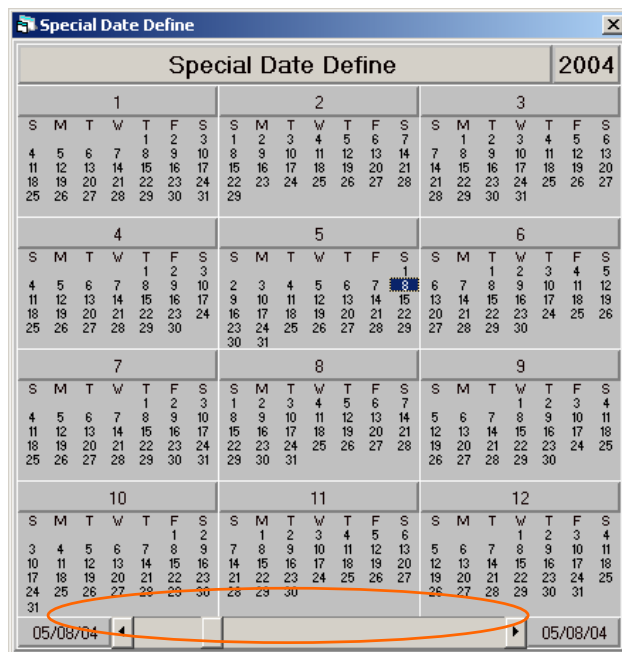 Special Date Define
Special Date Define 2004
1
S M T W T F S
1 2 3
4 5 6 7 8 9 10
11 12 13 14 15 16 17
18 19 20 21 22 23 24
25 26 27 28 29 30 31
2
S M T W T F S
1 2 3 4 5 6 7
8 9 10 11 12 13 14
15 16 17 18 19 20 21
22 23 24 25 26 27 28
29
3
S M T W T F S
1 2 3 4 5 6
7 8 9 10 11 12 13
14 15 16 17 18 19 20
21 22 23 24 25 26 27
28 29 30 31
4
S M T W T F S
1 2 3
4 5 6 7 8 9 10
11 12 13 14 15 16 17
18 19 20 21 22 23 24
25 26 27 28 29 30
5
S M T W T F S
1
2 3 4 5 6 7 8
9 10 11 12 13 14 15
16 17 18 19 20 21 22
23 24 25 26 27 28 29
30 31
6
S M T W T F S
1 2 3 4 5
6 7 8 9 10 11 12
13 14 15 16 17 18 19
20 21 22 23 24 25 26
27 28 29 30
7
S M T W T F S
1 2 3
4 5 6 7 8 9 10
11 12 13 14 15 16 17
18 19 20 21 22 23 24
25 26 27 28 29 30 31
8
S M T W T F S
1 2 3 4 5 6 7
8 9 10 11 12 13 14
15 16 17 18 19 20 21
22 23 24 25 26 27 28
29 30 31
9
S M T W T F S
1 2 3 4
5 6 7 8 9 10 11
12 13 14 15 16 17 18
19 20 21 22 23 24 25
26 27 28 29 30
10
S M T W T F S
1 2
3 4 5 6 7 8 9
10 11 12 13 14 15 16
17 18 19 20 21 22 23
24 25 26 27 28 29 30
31
11
S M T W T F S
1 2 3 4 5 6
7 8 9 10 11 12 13
14 15 16 17 18 19 20
21 22 23 24 25 26 27
28 29 30
12
S M T W T F S
1 2 3 4
5 6 7 8 9 10 11
12 13 14 15 16 17 18
19 20 21 22 23 24 25
26 27 28 29 30 31
05/08/04 05/08/04